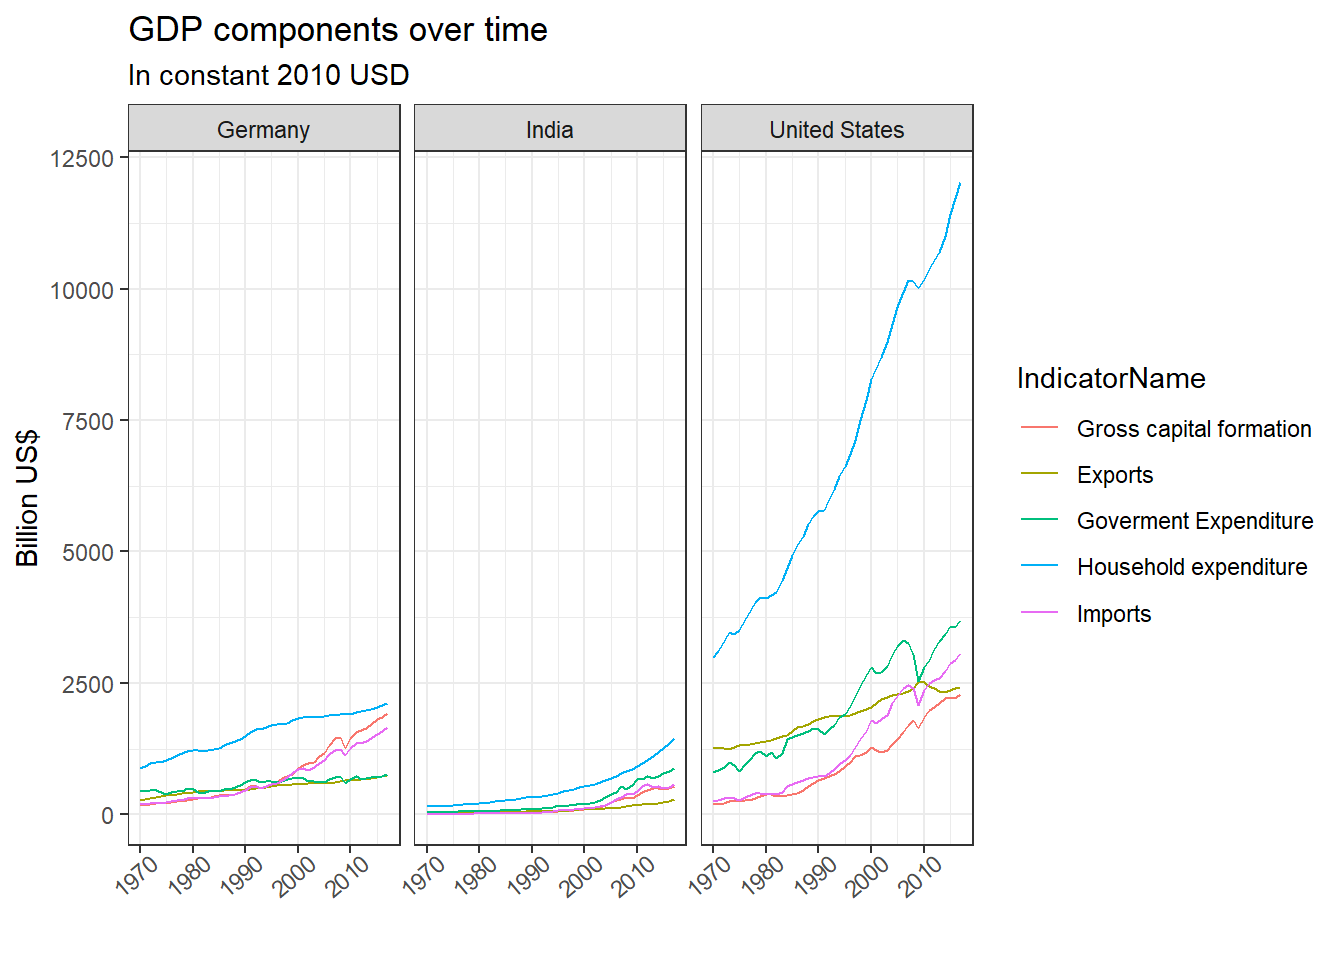 GDP components over time
In constant 2010 USD
Germany India United States
12500
10000
7500
5000
2500
0
Billion US$
1970 1980 1990 2000 2010 1970 1980 1990 2000 2010 1970 1980 1990 2000 2010
IndicatorName
Gross capital formation
Exports
Goverment Expenditure
Household expenditure
Imports